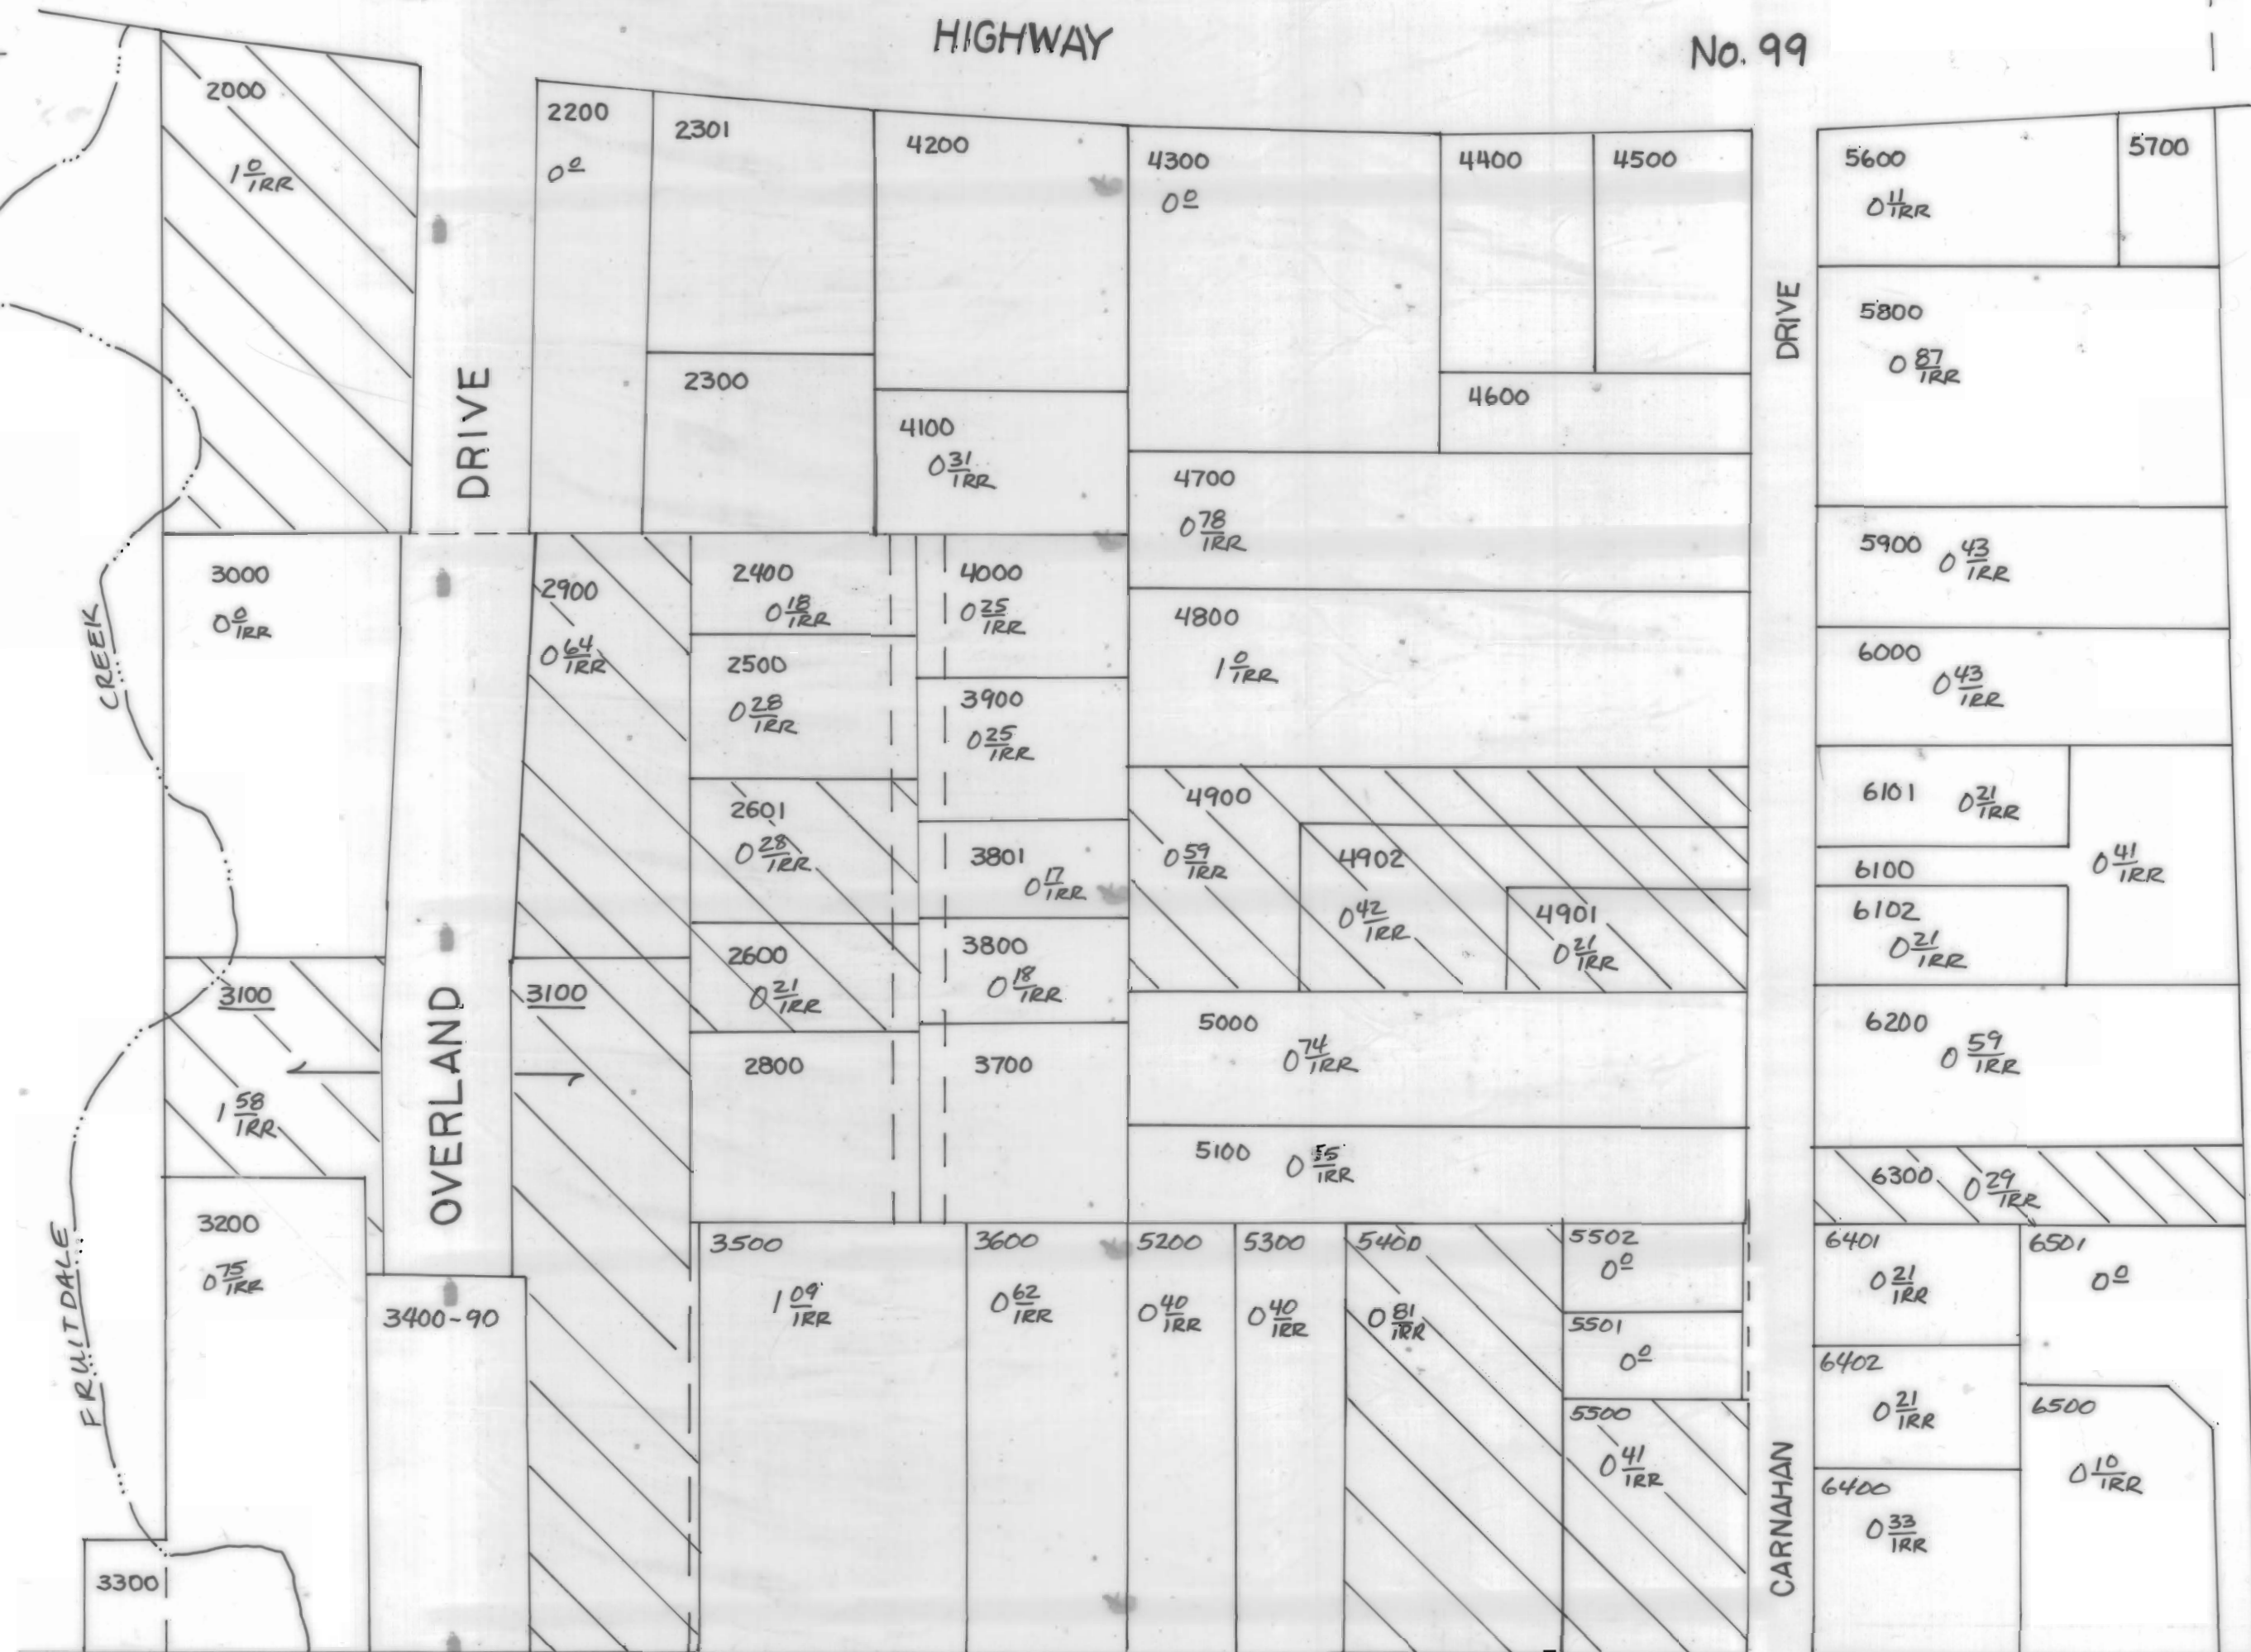 HIGHWAY
No. 99
2000
1 0/IRR
DRIVE
2200
0 0
2301
2300
4200
4100
0 31/IRR
4300
0 0
4400
4500
4600
4700
0 78/IRR
4800
1 0/IRR
DRIVE
5600
0 11/IRR
5700
5800
0 87/IRR
5900
0 43/IRR
6000
0 43/IRR
CREEK
3000
0 0/IRR
2900
0 64/IRR
2400
0 18/IRR
2500
0 28/IRR
2601
0 28/IRR
2600
0 21/IRR
2800
4000
0 25/IRR
3900
0 25/IRR
3801
0 17/IRR
3800
0 18/IRR
3700
4900
0 59/IRR
4902
0 42/IRR
4901
0 21/IRR
5000
0 74/IRR
5100
0 55/IRR
6101
0 21/IRR
6100
0 41/IRR
6102
0 21/IRR
6200
0 59/IRR
6300
0 29/IRR
3100
1 58/IRR
OVERLAND
3100
FRUITDALE
3200
0 75/IRR
3300
3400-90
3500
1 09/IRR
3600
0 62/IRR
5200
0 40/IRR
5300
0 40/IRR
5400
0 81/IRR
5502
0 0
5501
0 0
5500
0 41/IRR
CARNAHAN
6401
0 21/IRR
6402
0 21/IRR
6400
0 33/IRR
6501
0 0
6500
0 10/IRR